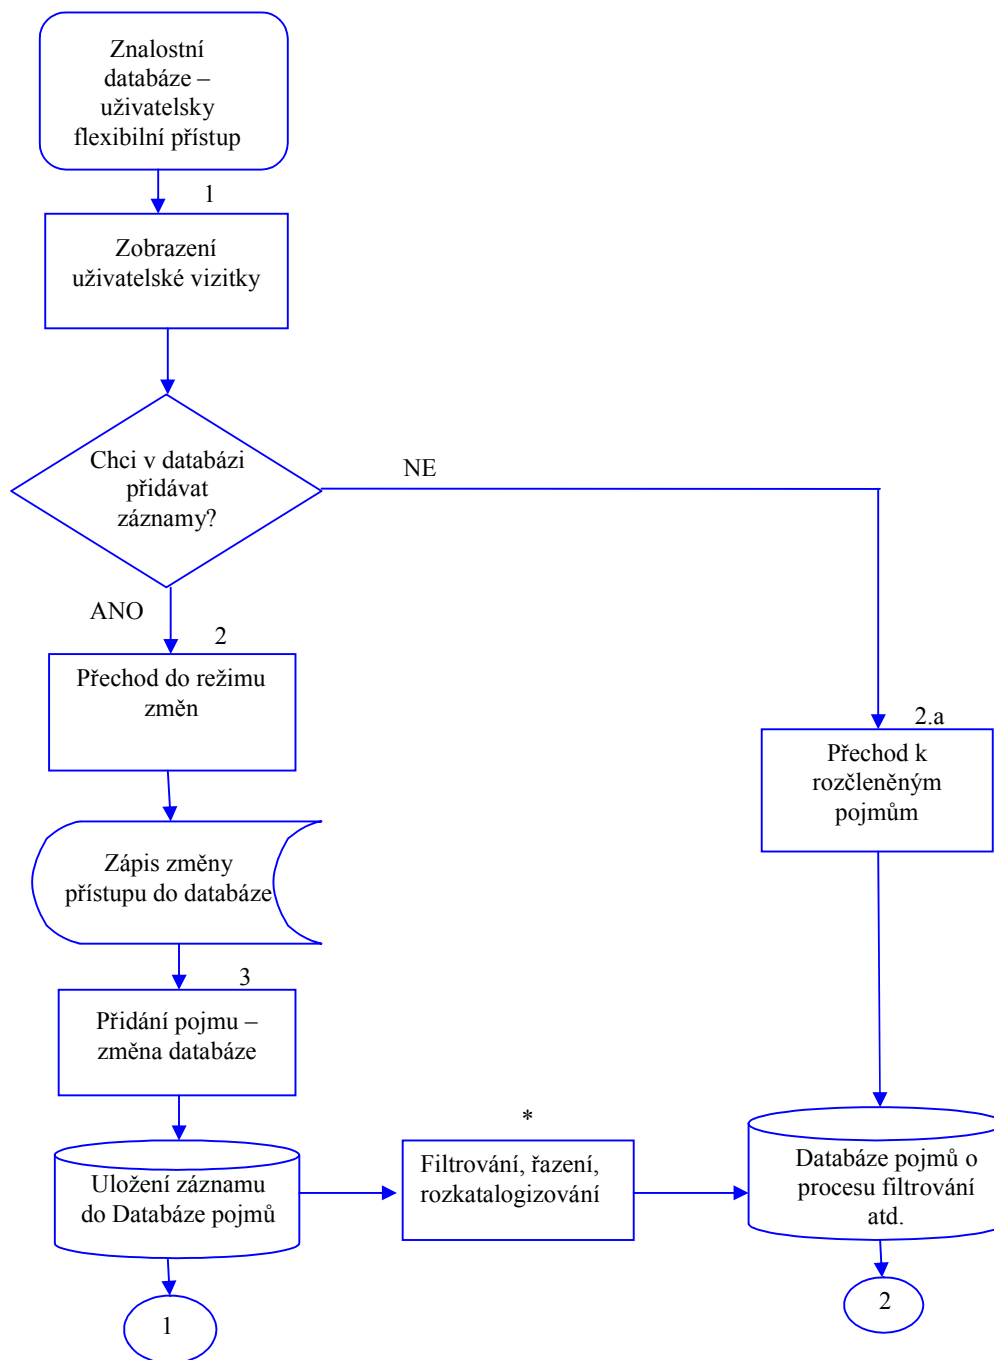 Znalostní
databáze –
uživatelsky
flexibilní přístup
1
Zobrazení
uživatelské vizitky
Chci v databázi
přidávat
záznamy?
NE
ANO
2
Přechod do režimu
změn
2.a
Přechod k
rozčleněným
pojmům
Zápis změny
přístupu do databáze
3
Přidání pojmu –
změna databáze
*
Uložení záznamu
do Databáze pojmů
Filtrování, řazení,
rozkatalogizování
Databáze pojmů o
procesu filtrování
atd.
1
2